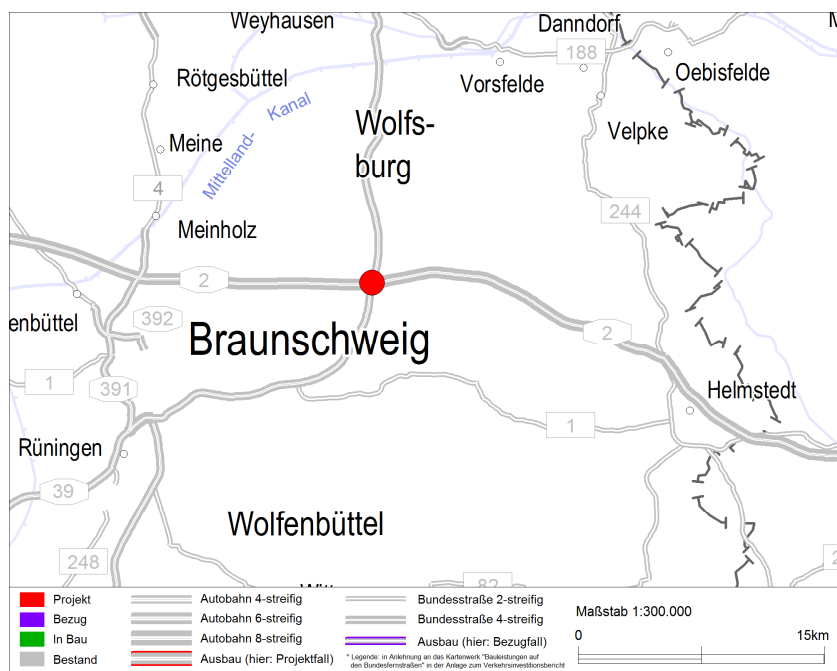 Weyhausen
Danndorf
188
Rötgesbüttel
Vorsfelde
Oebisfelde
Mittelland-
Kanal
Wolfs-
burg
Velpke
Meine
4
244
Meinholz
2
enbüttel
392
Braunschweig
2
1
391
Helmstedt
1
Rüningen
39
Wolfenbüttel
248
82
2
Projekt
Bezug
In Bau
Bestand
Autobahn 4-streifig
Autobahn 6-streifig
Autobahn 8-streifig
Ausbau (hier: Projektfall)
Bundesstraße 2-streifig
Bundesstraße 4-streifig
Ausbau (hier: Bezugfall)
* Legende: in Anlehnung an das Kartenwerk "Bauleistungen auf
den Bundesfernstraßen" in der Anlage zum Verkehrsinvestitionsbericht
Maßstab 1:300.000
0 15km